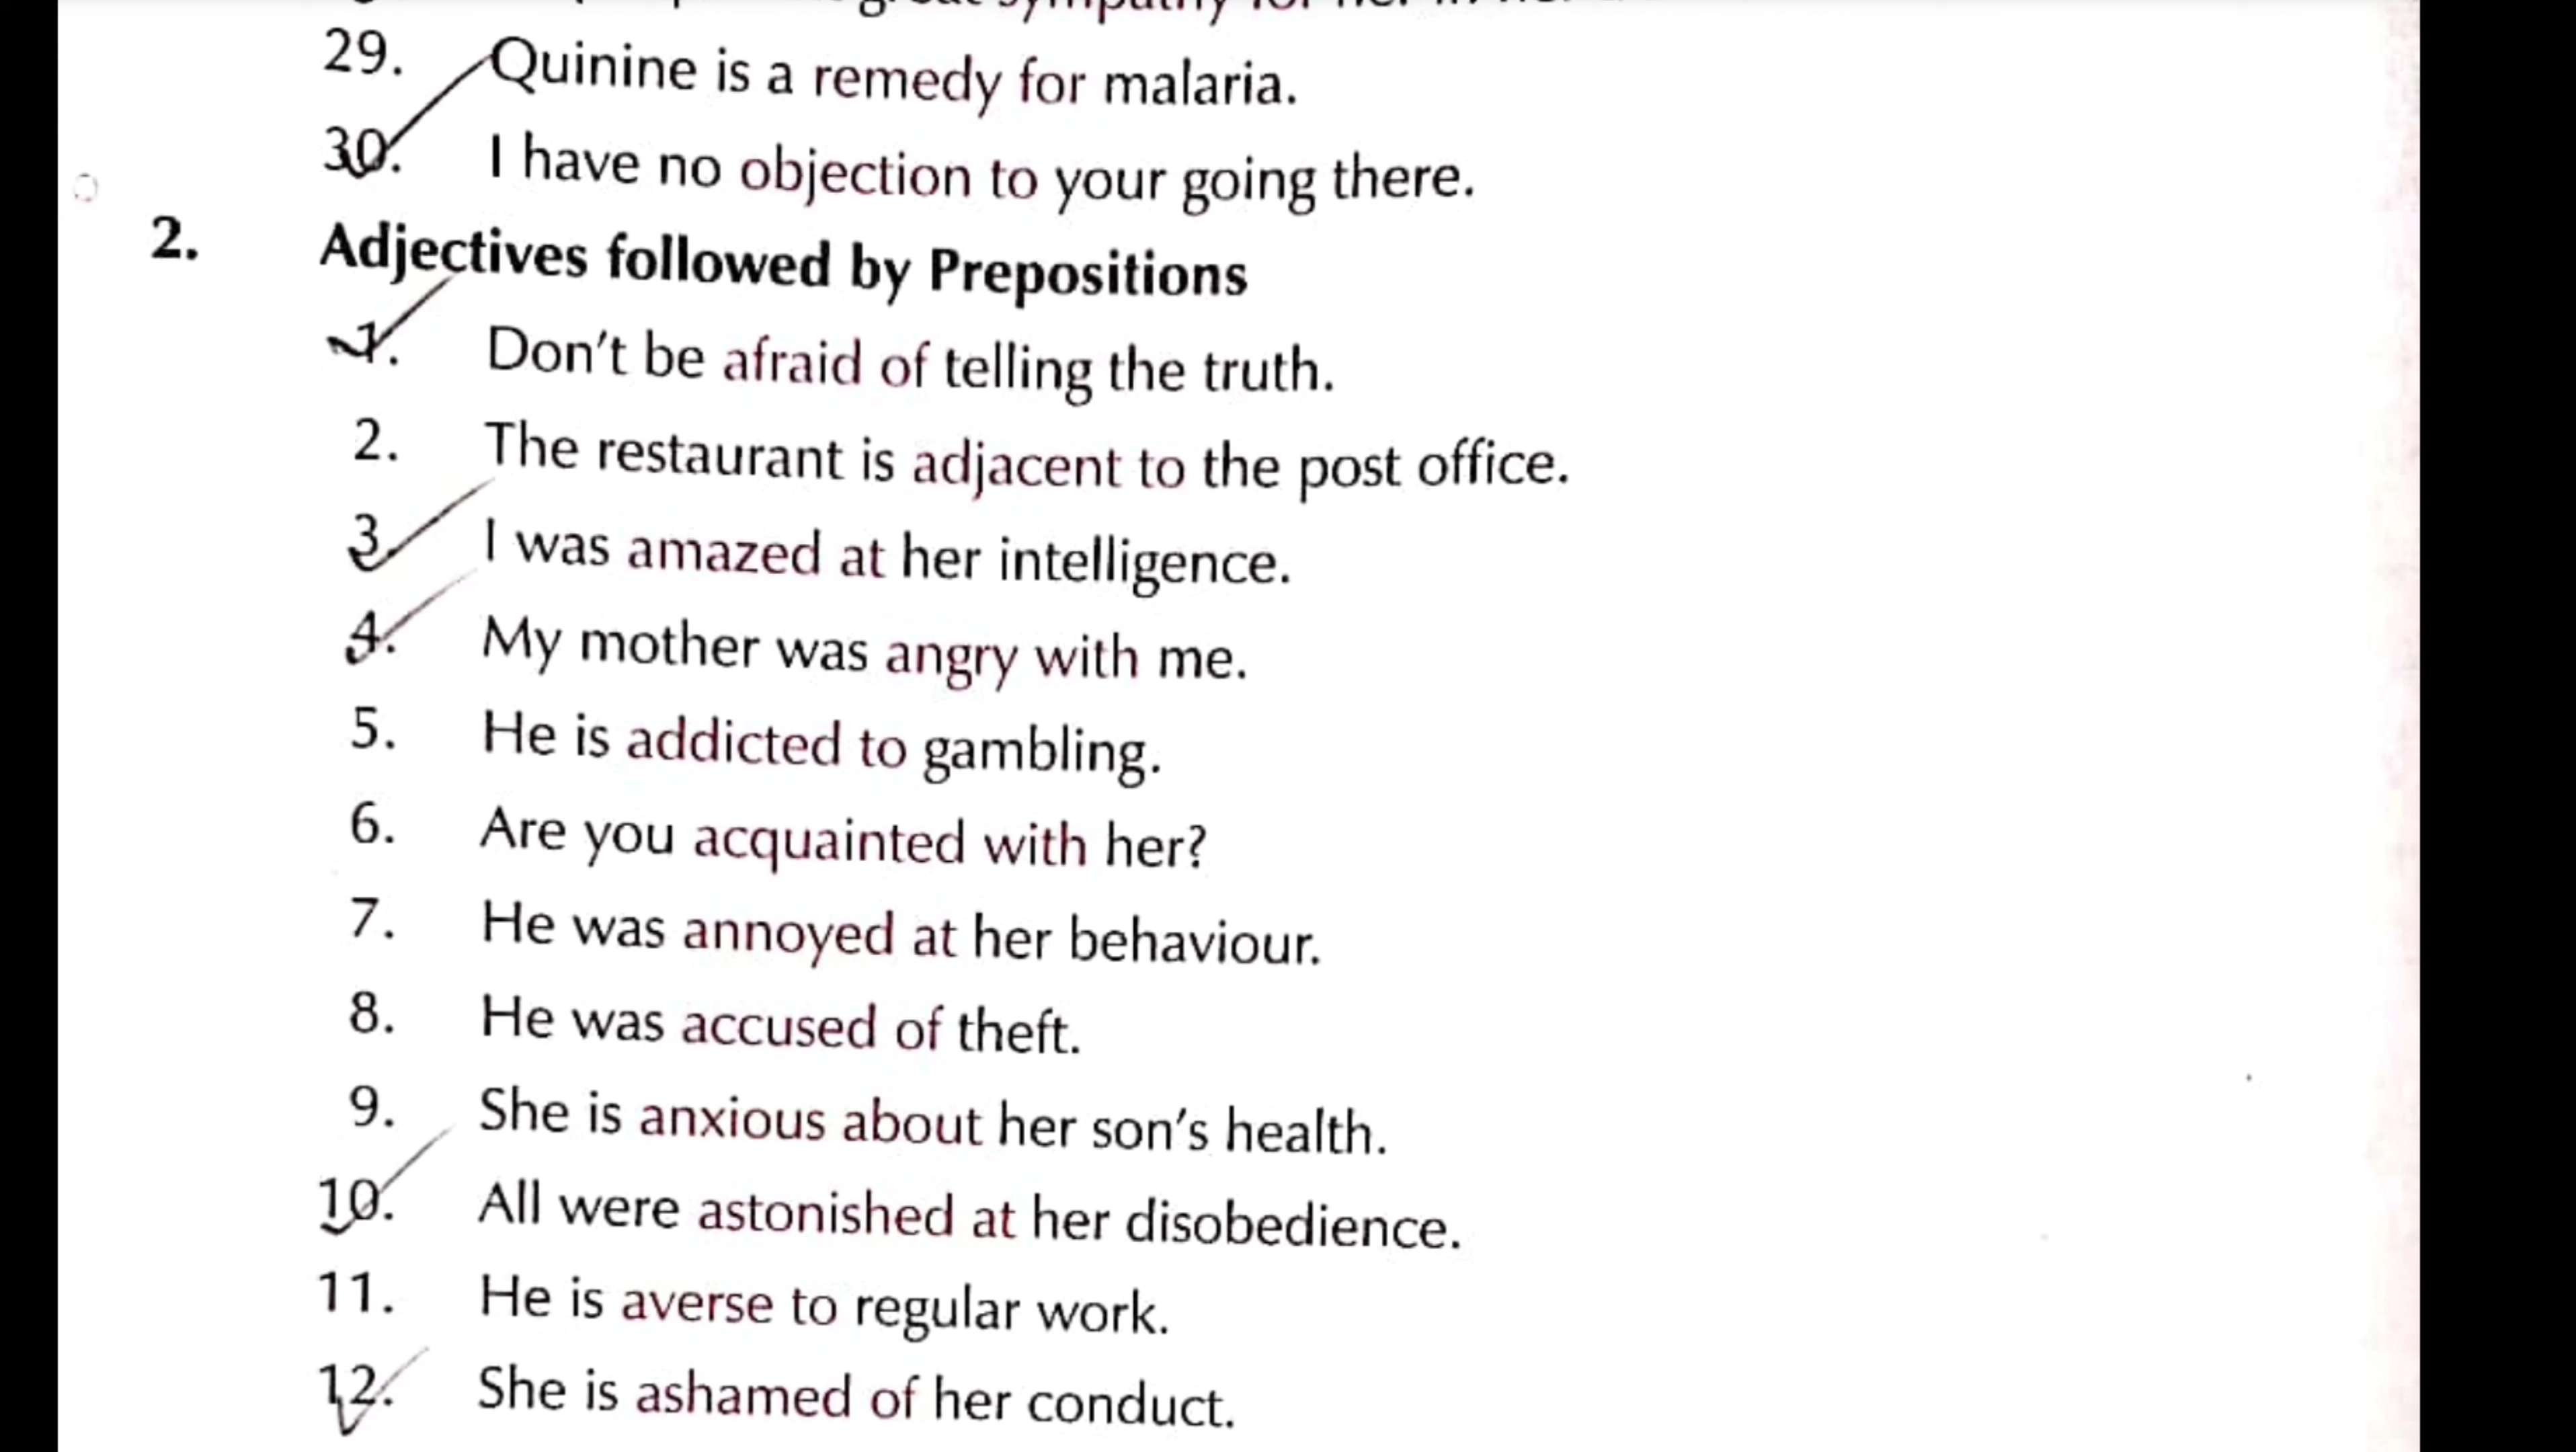 sympathy for
29. Quinine is a remedy for malaria.
30. I have no objection to your going there.
2. Adjectives followed by Prepositions
1. Don't be afraid of telling the truth.
2. The restaurant is adjacent to the post office.
3. I was amazed at her intelligence.
4. My mother was angry with me.
5. He is addicted to gambling.
6. Are you acquainted with her?
7. He was annoyed at her behaviour.
8. He was accused of theft.
9. She is anxious about her son's health.
10. All were astonished at her disobedience.
11. He is averse to regular work.
12. She is ashamed of her conduct.